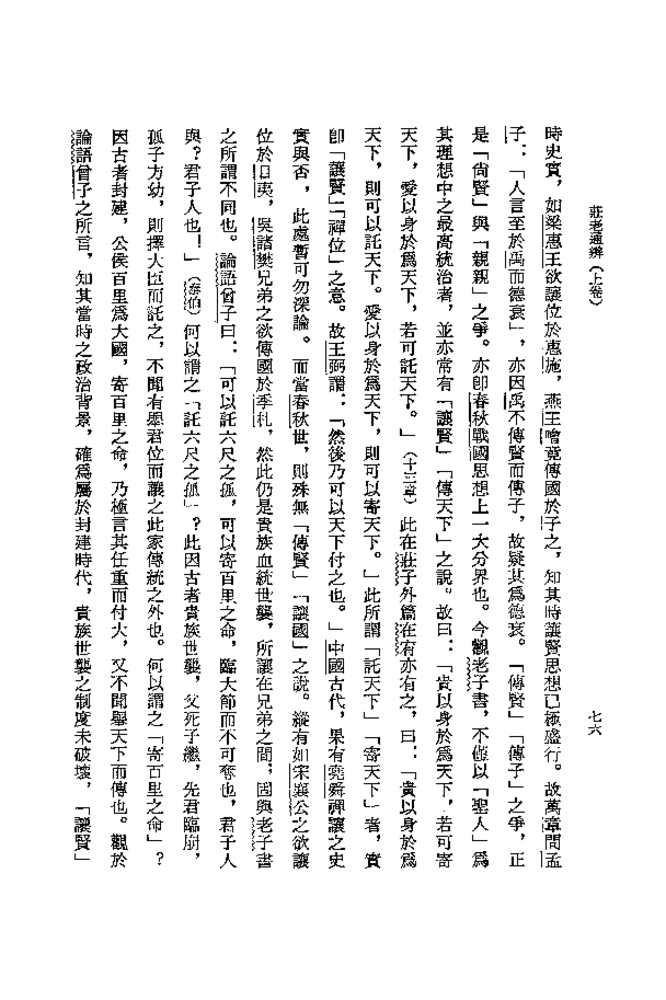 莊老通辨（上卷）
七六
時史實，如梁惠王欲讓位於惠施，燕王噲竟傳國於子之，知其時讓賢思想已極盛行。故萬章問孟
子：「人言至於禹而德衰」，亦因禹不傳賢而傳子，故疑其爲德衰。「傳賢」「傳子」之爭，正
是「尙賢」與「親親」之爭。亦卽春秋戰國思想上一大分界也。今觀老子書，不僅以「聖人」爲
其理想中之最高統治者，並亦常有「讓賢」「傳天下」之說。故曰：「貴以身於爲天下，若可寄
天下，愛以身於爲天下，若可託天下。」（十三章）此在莊子外篇在宥亦有之，曰：「貴以身於爲
天下，則可以託天下。愛以身於爲天下，則可以寄天下。」此所謂「託天下」「寄天下」者，實
卽「讓賢」「禪位」之意。故王弼謂：「然後乃可以天下付之也。」中國古代，果有堯舜禪讓之史
實與否，此處暫可勿深論。而當春秋世，則殊無「傳賢」「讓國」之說。縱有如宋襄公之欲讓
位於目夷，吳諸樊兄弟之欲傳國於季札，然此仍是貴族血統世襲，所讓在兄弟之間，固與老子書
之所謂不同也。論語曾子曰：「可以託六尺之孤，可以寄百里之命，臨大節而不可奪也，君子人
與？君子人也！」（泰伯）何以謂之「託六尺之孤」？此因古者貴族世襲，父死子繼，先君臨崩，
孤子方幼，則擇大臣而託之，不聞有舉君位而讓之此家傳統之外也。何以謂之「寄百里之命」？
因古者封建，公侯百里爲大國，寄百里之命，乃極言其任重而付大，又不聞舉天下而傳也。觀於
論語曾子之所言，知其當時之政治背景，確爲屬於封建時代，貴族世襲之制度未破壞，「讓賢」